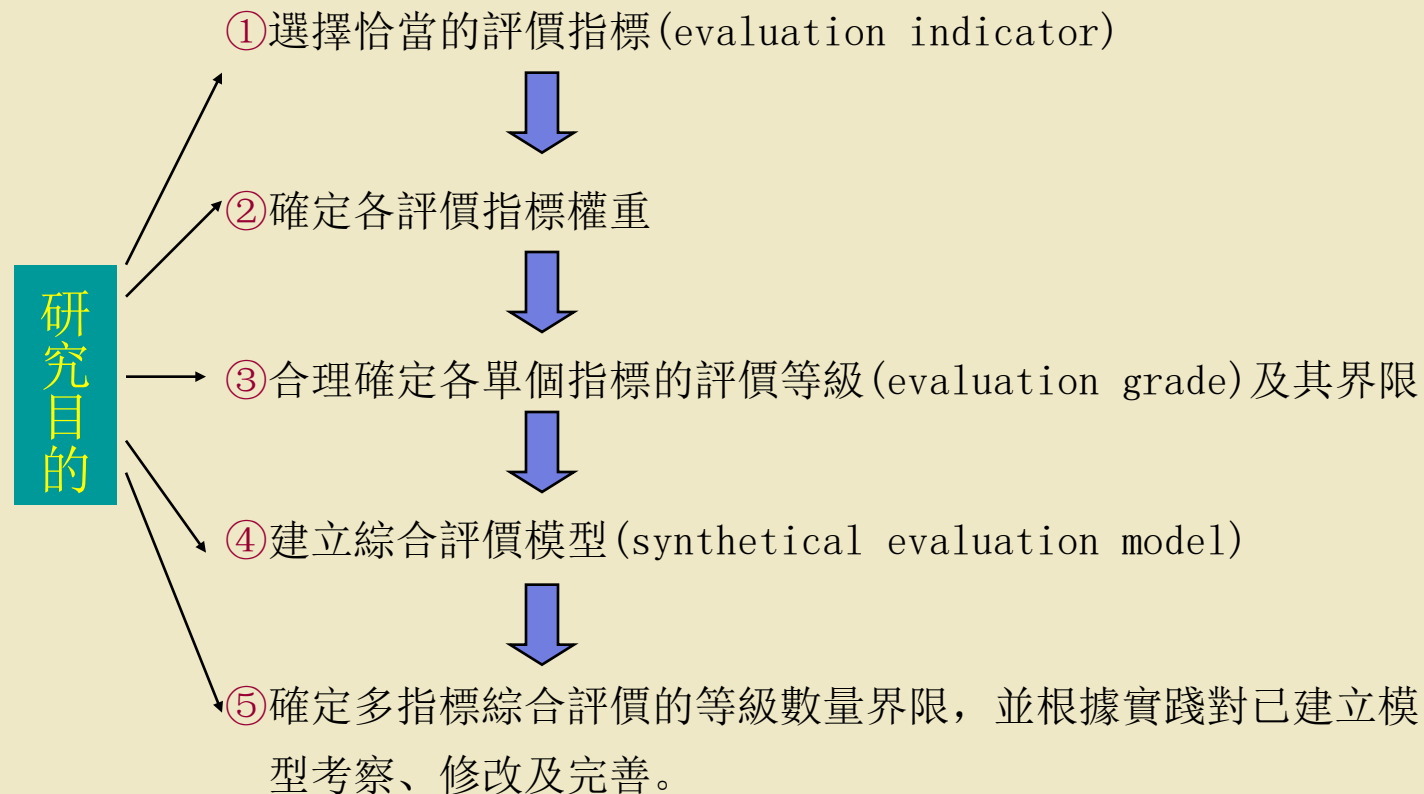 ①選擇恰當的評價指標(evaluation indicator)
②確定各評價指標權重
研究目的
③合理確定各單個指標的評價等級(evaluation grade)及其界限
④建立綜合評價模型(synthetical evaluation model)
⑤確定多指標綜合評價的等級數量界限，並根據實踐對已建立模
型考察、修改及完善。